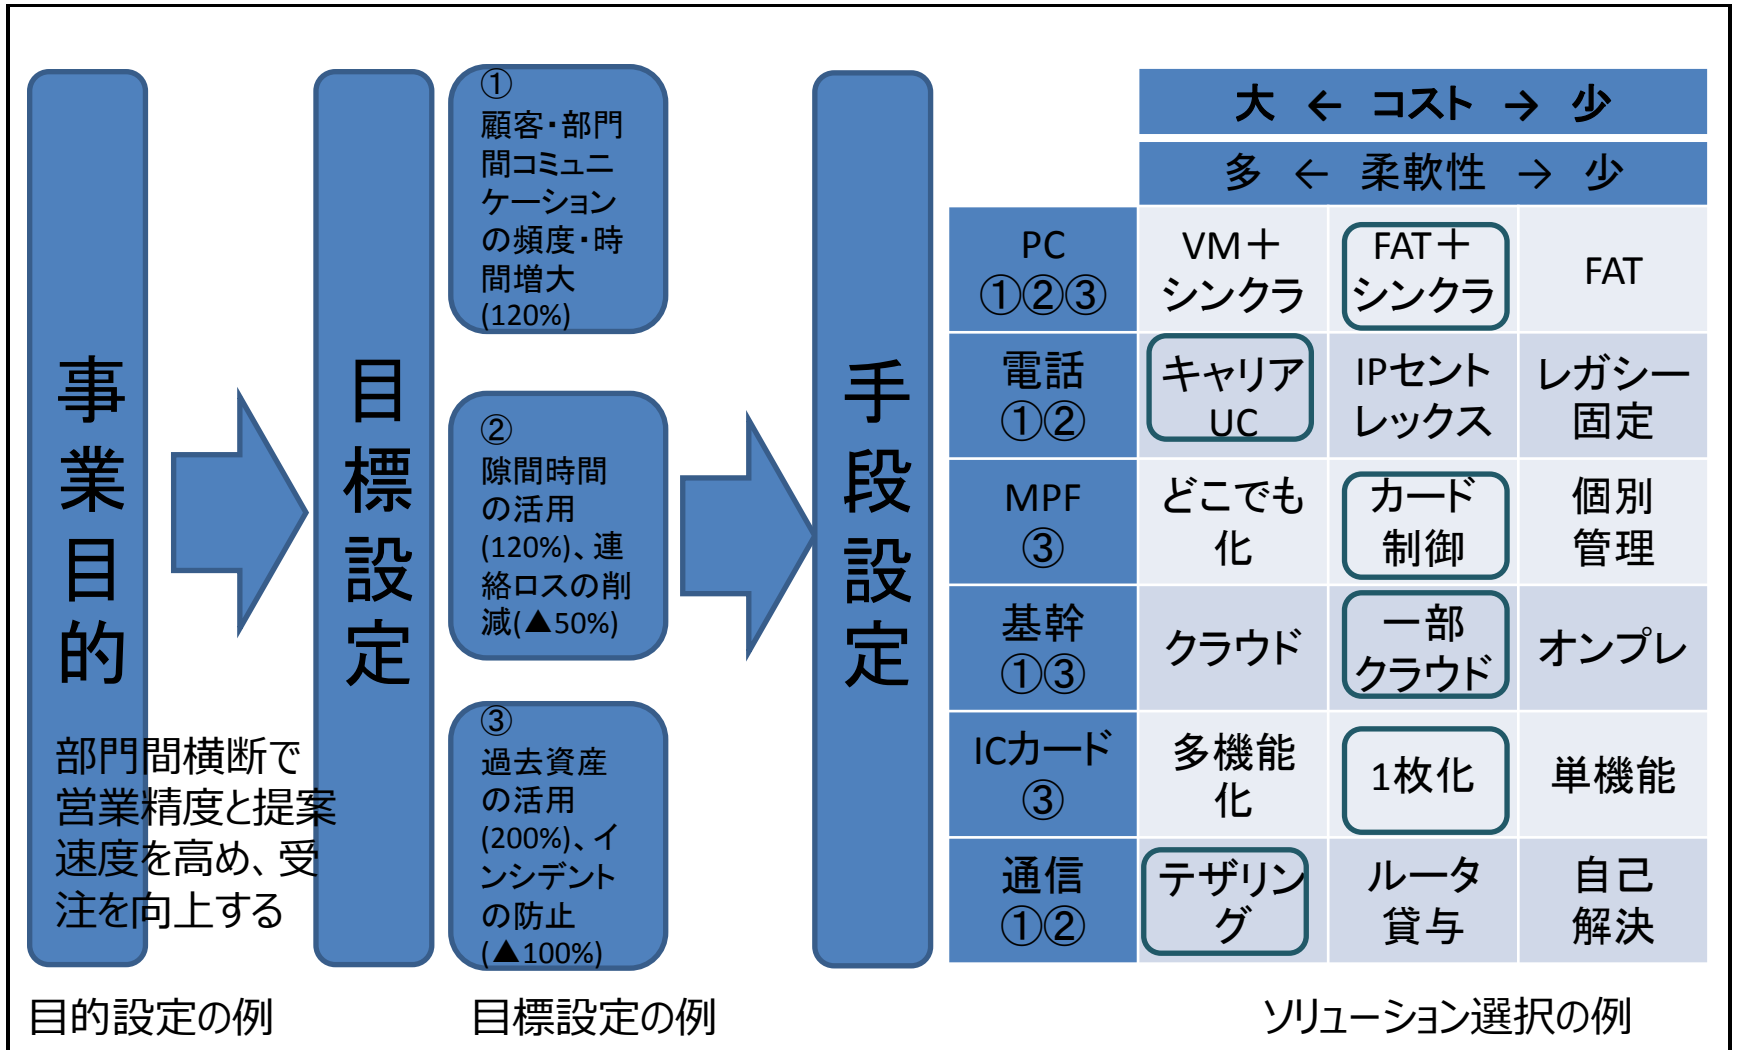 事業目的
部門間横断で
営業精度と提案
速度を高め、受
注を向上する
目的設定の例
目標設定
①
顧客・部門
間コミュニ
ケーション
の頻度・時
間増大
(120%)
②
隙間時間
の活用
(120%)、連
絡ロスの削
減(▲50%)
③
過去資産
の活用
(200%)、イ
ンシデント
の防止
(▲100%)
目標設定の例
手段設定
大 ← コスト → 少
多 ← 柔軟性 → 少
PC
①②③
VM＋
シンクラ
FAT＋
シンクラ
FAT
電話
①②
キャリア
UC
IPセント
レックス
レガシー
固定
MPF
③
どこでも
化
カード
制御
個別
管理
基幹
①③
クラウド
一部
クラウド
オンプレ
ICカード
③
多機能
化
1枚化
単機能
通信
①②
テザリン
グ
ルータ
貸与
自己
解決
ソリューション選択の例